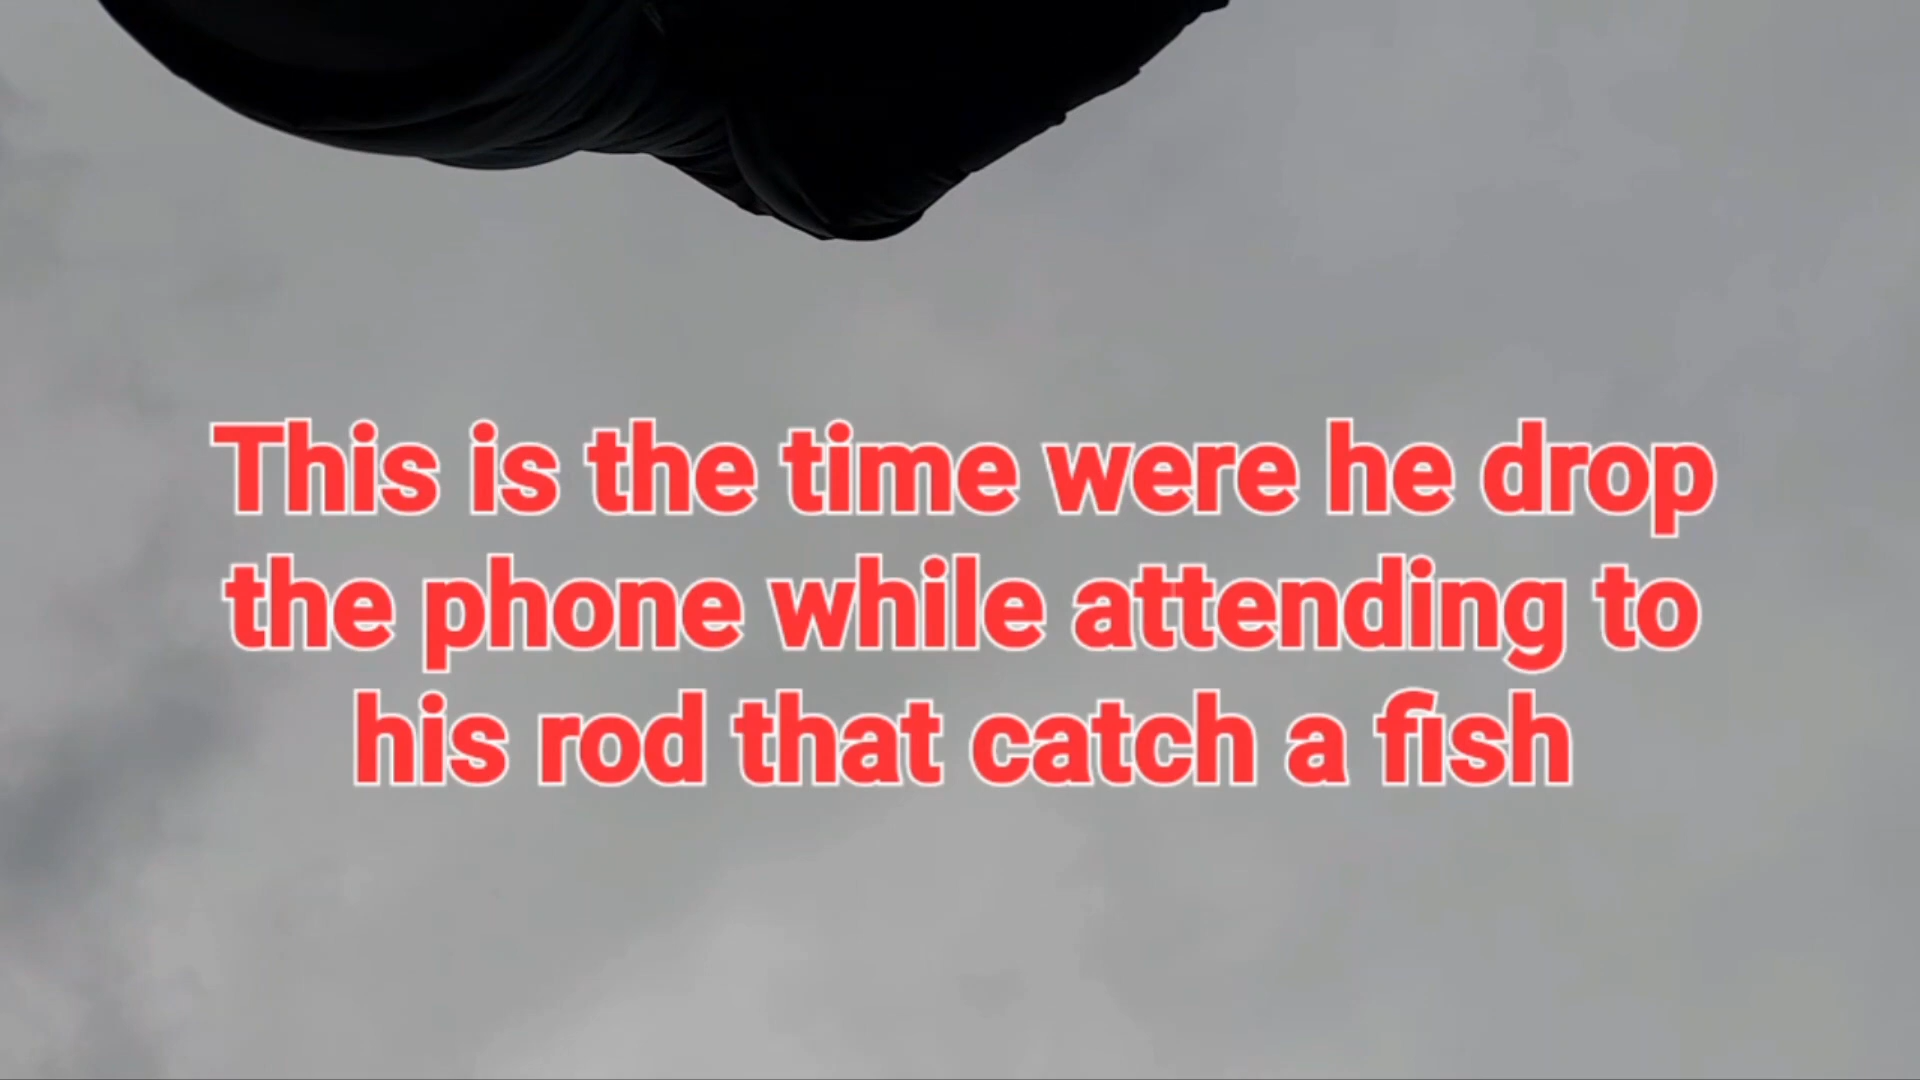 This is the time were he drop
the phone while attending to
his rod that catch a fish